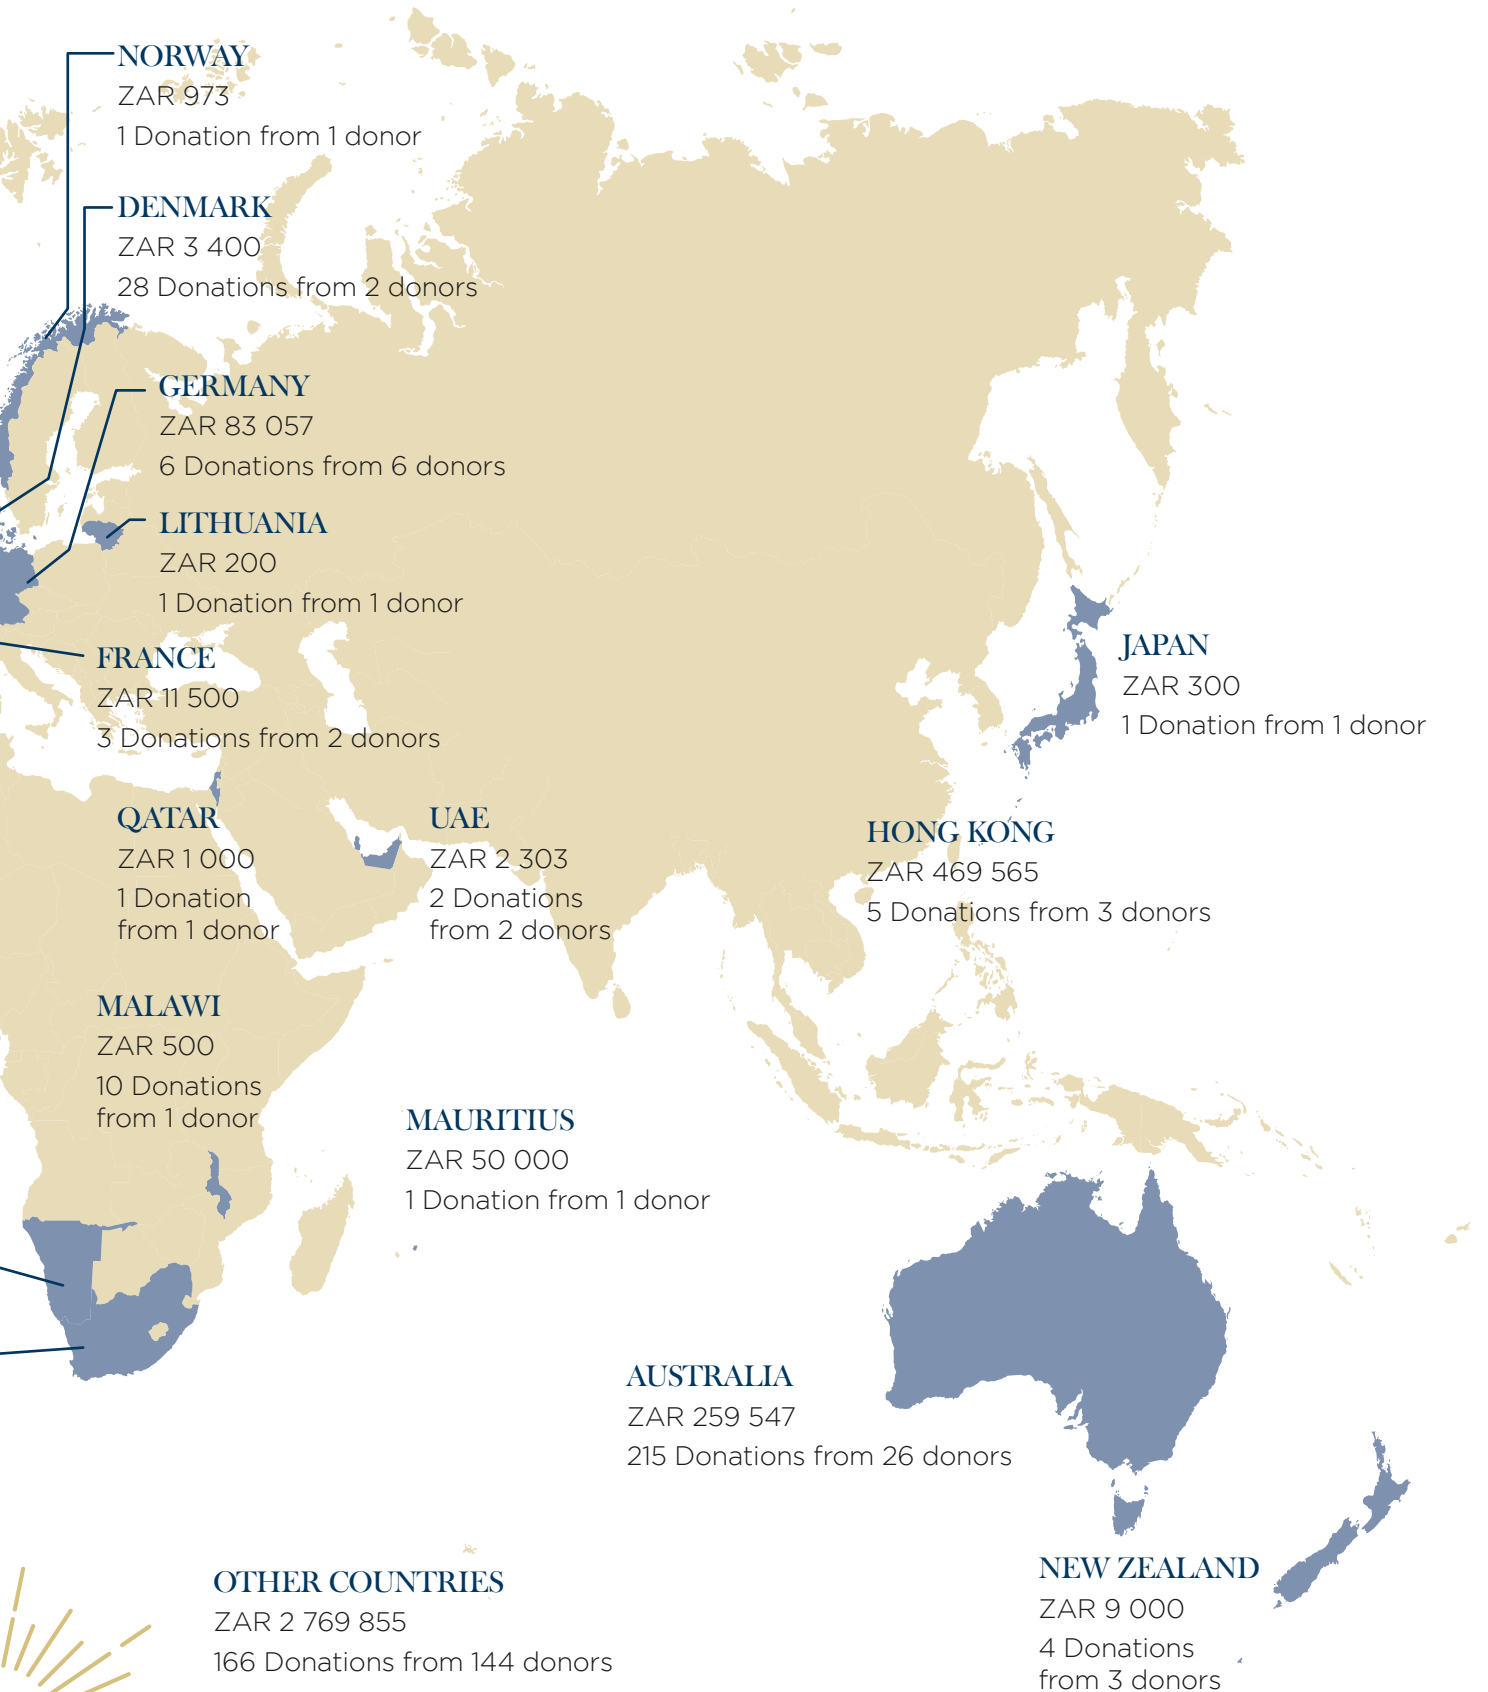 NORWAY
ZAR 973
1 Donation from 1 donor
DENMARK
ZAR 3 400
28 Donations from 2 donors
GERMANY
ZAR 83 057
6 Donations from 6 donors
LITHUANIA
ZAR 200
1 Donation from 1 donor
FRANCE
ZAR 11 500
3 Donations from 2 donors
JAPAN
ZAR 300
1 Donation from 1 donor
QATAR
ZAR 1 000
1 Donation
from 1 donor
UAE
ZAR 2 303
2 Donations
from 2 donors
HONG KONG
ZAR 469 565
5 Donations from 3 donors
MALAWI
ZAR 500
10 Donations
from 1 donor
MAURITIUS
ZAR 50 000
1 Donation from 1 donor
AUSTRALIA
ZAR 259 547
215 Donations from 26 donors
OTHER COUNTRIES
ZAR 2 769 855
166 Donations from 144 donors
NEW ZEALAND
ZAR 9 000
4 Donations
from 3 donors